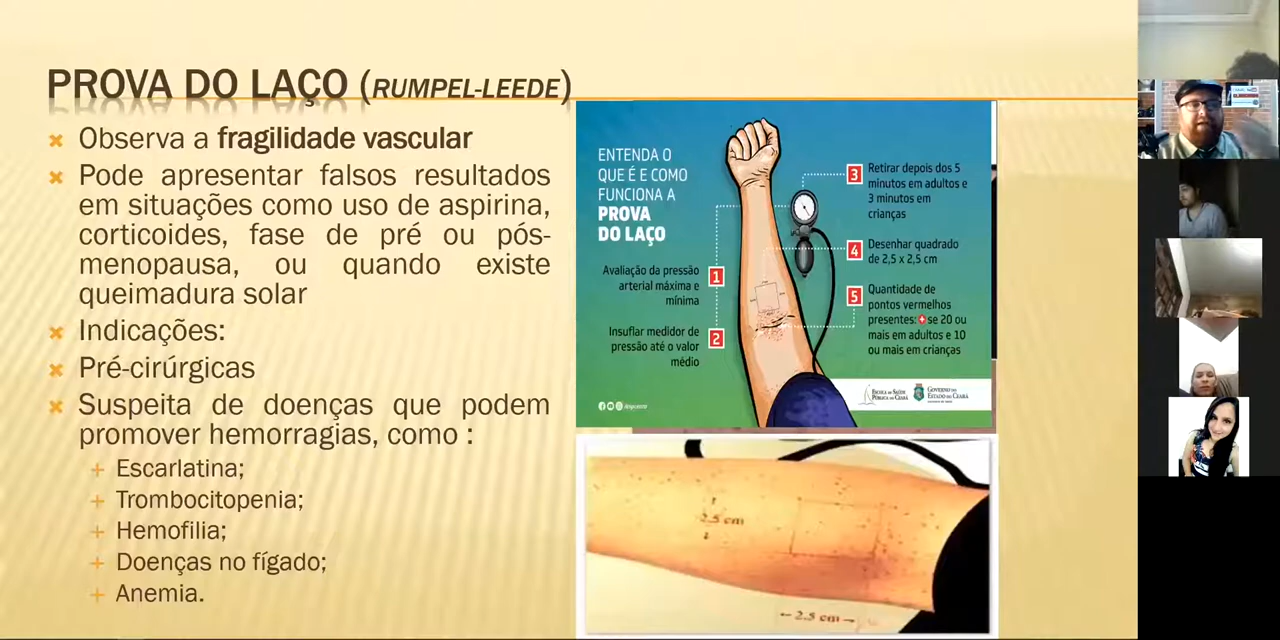 PROVA DO LAÇO (RUMPEL-LEEDE)
Observa a fragilidade vascular
Pode apresentar falsos resultados
em situações como uso de aspirina,
corticoides, fase de pré ou pós-
menopausa, ou quando existe
queimadura solar
Indicações:
Pré-cirúrgicas
Suspeita de doenças que podem
promover hemorragias, como :
Escarlatina;
Trombocitopenia;
Hemofilia;
Doenças no fígado;
Anemia.
ENTENDA O
QUE É E COMO
FUNCIONA A
PROVA
DO LAÇO
Avaliação da pressão
arterial máxima e
mínima
1
Insuflar medidor de
pressão até o valor
médio
2
3
Retirar depois dos 5
minutos em adultos e
3 minutos em
crianças
4
Desenhar quadrado
de 2,5 x 2,5 cm
5
Quantidade de
pontos vermelhos
presentes: + se 20 ou
mais em adultos e 10
ou mais em crianças
ESCOLA DE SAÚDE
PÚBLICA DO CEARÁ
GOVERNO DO
ESTADO DO CEARÁ
2.5 cm
2.5 cm